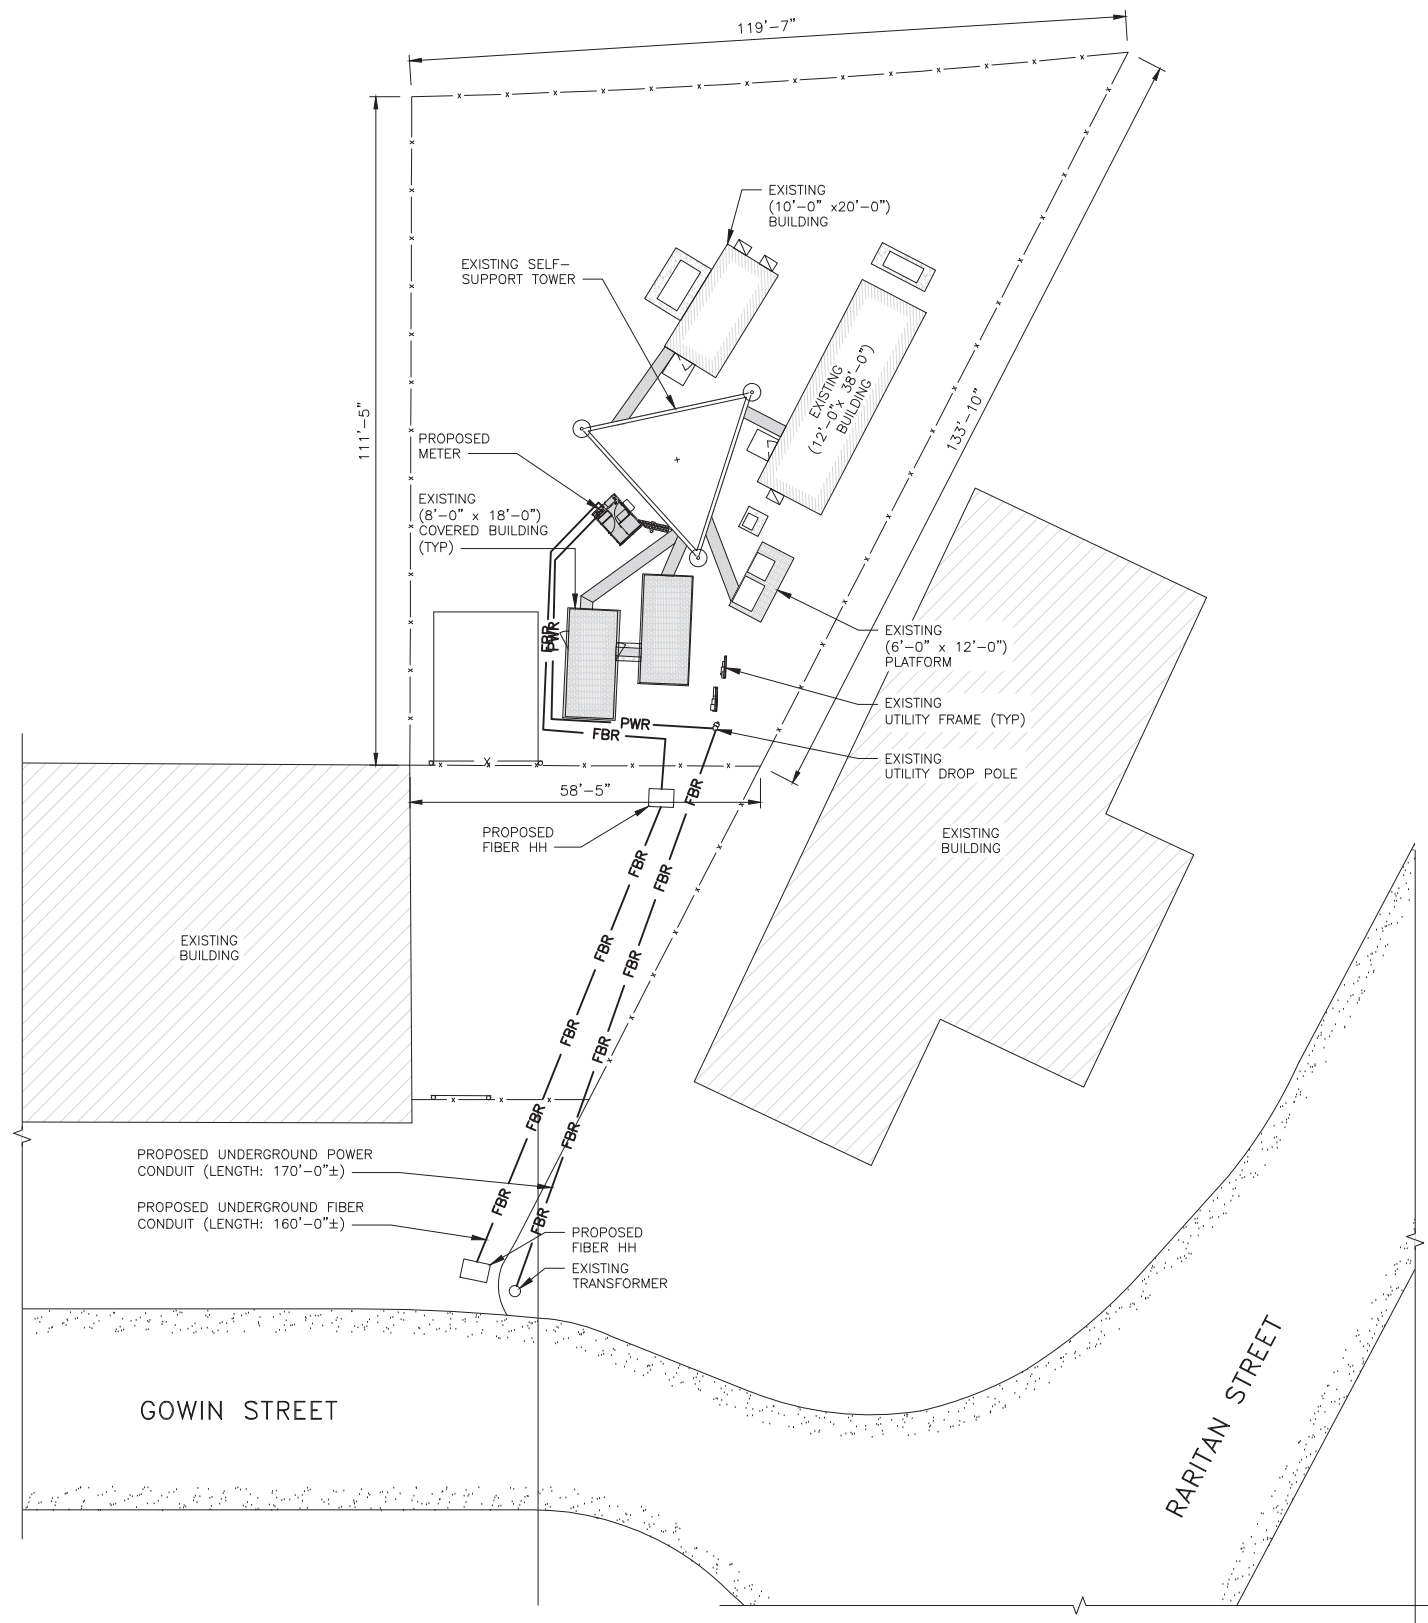 119'-7"
EXISTING
(10'-0" x20'-0")
BUILDING
EXISTING SELF-
SUPPORT TOWER
EXISTING
(12'-0"x 38'-0")
BUILDING
111'-5"
133'-10"
PROPOSED
METER
EXISTING
(8'-0" x 18'-0")
COVERED BUILDING
(TYP)
FBR
PWR
EXISTING
(6'-0" x 12'-0")
PLATFORM
EXISTING
UTILITY FRAME (TYP)
PWR
FBR
EXISTING
UTILITY DROP POLE
58'-5"
FBR
PROPOSED
FIBER HH
EXISTING
BUILDING
FBR
FBR
EXISTING
BUILDING
FBR
FBR
FBR
FBR
FBR
FBR
PROPOSED UNDERGROUND POWER
CONDUIT (LENGTH: 170'-0"±)
PROPOSED UNDERGROUND FIBER
CONDUIT (LENGTH: 160'-0"±)
FBR
FBR
PROPOSED
FIBER HH
EXISTING
TRANSFORMER
GOWIN STREET
RARITAN STREET